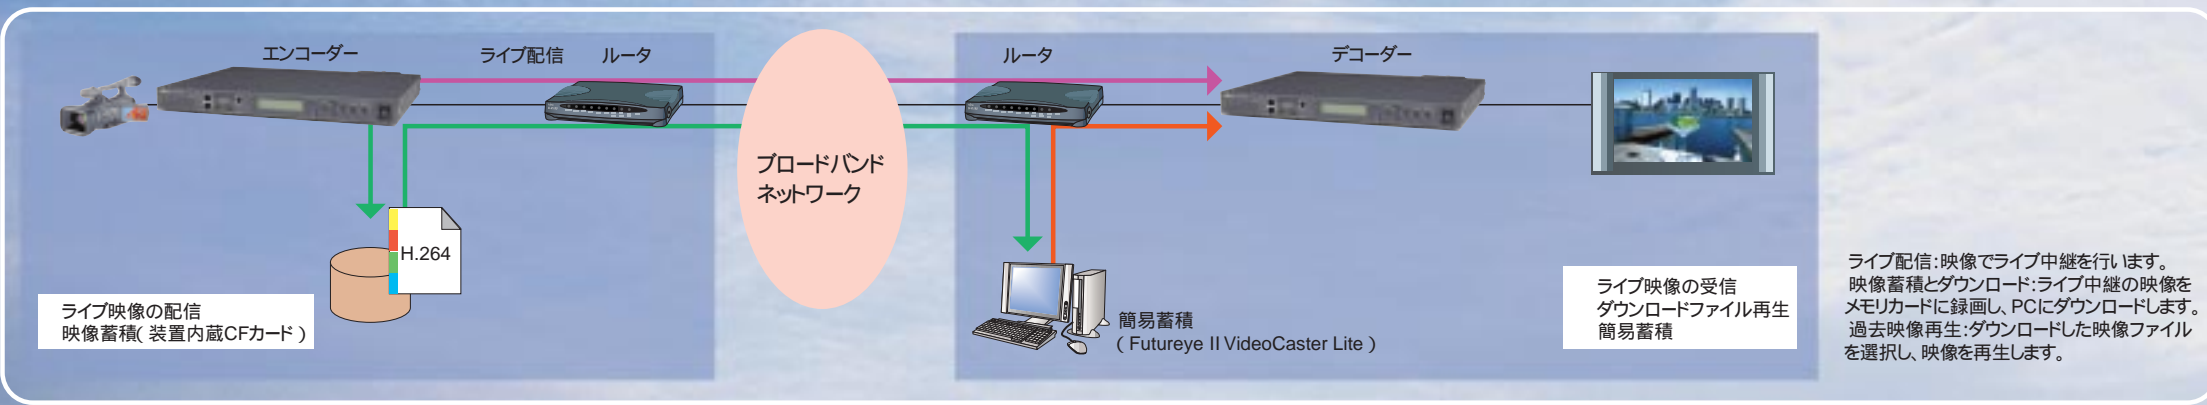 エンコーダー
ライブ配信
ルータ
ブロードバンド
ネットワーク
ルータ
デコーダー
H.264
ライブ映像の配信
映像蓄積(装置内蔵CFカード)
簡易蓄積
(Futureye II VideoCaster Lite)
ライブ映像の受信
ダウンロードファイル再生
簡易蓄積
ライブ配信:映像でライブ中継を行います。
映像蓄積とダウンロード:ライブ中継の映像を
メモリカードに録画し、PCにダウンロードします。
過去映像再生:ダウンロードした映像ファイル
を選択し、映像を再生します。